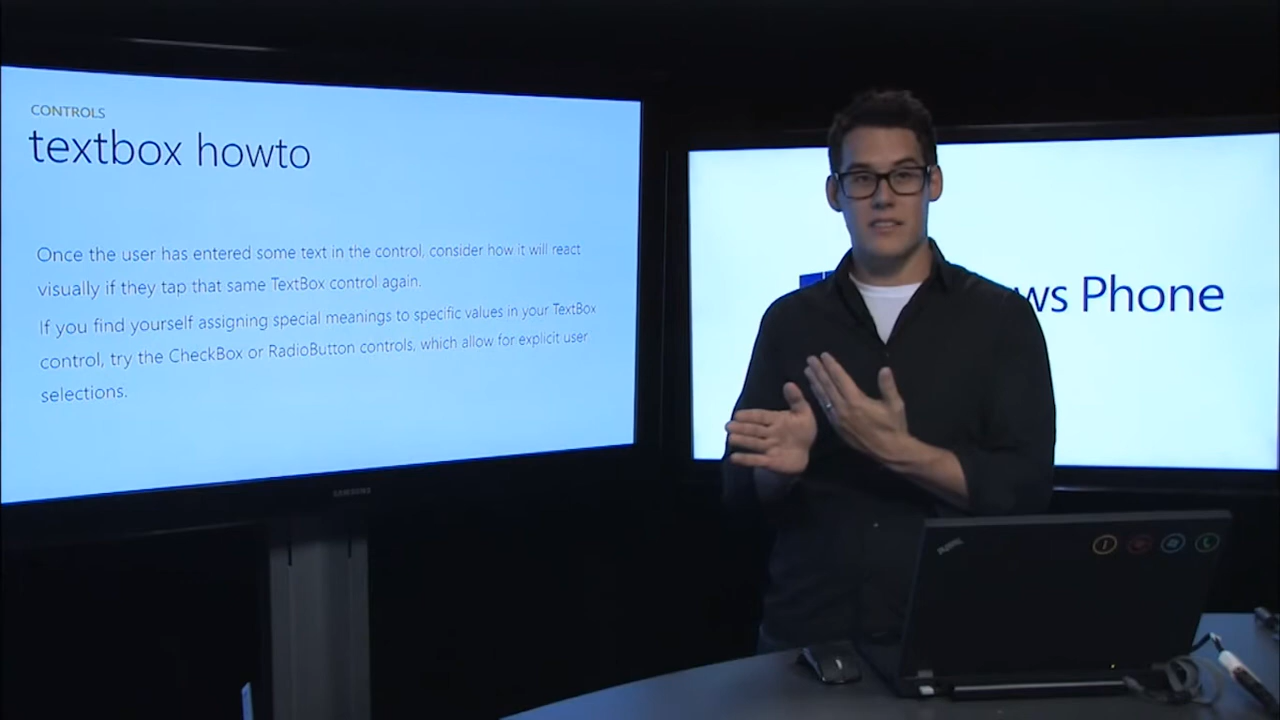 CONTROLS
textbox howto
Once the user has entered some text in the control, consider how it will react
visually if they tap that same TextBox control again.
If you find yourself assigning special meanings to specific values in your TextBox
control, try the CheckBox or RadioButton controls, which allow for explicit user
selections.
ws Phone
SAMSUNG
ThinkPad